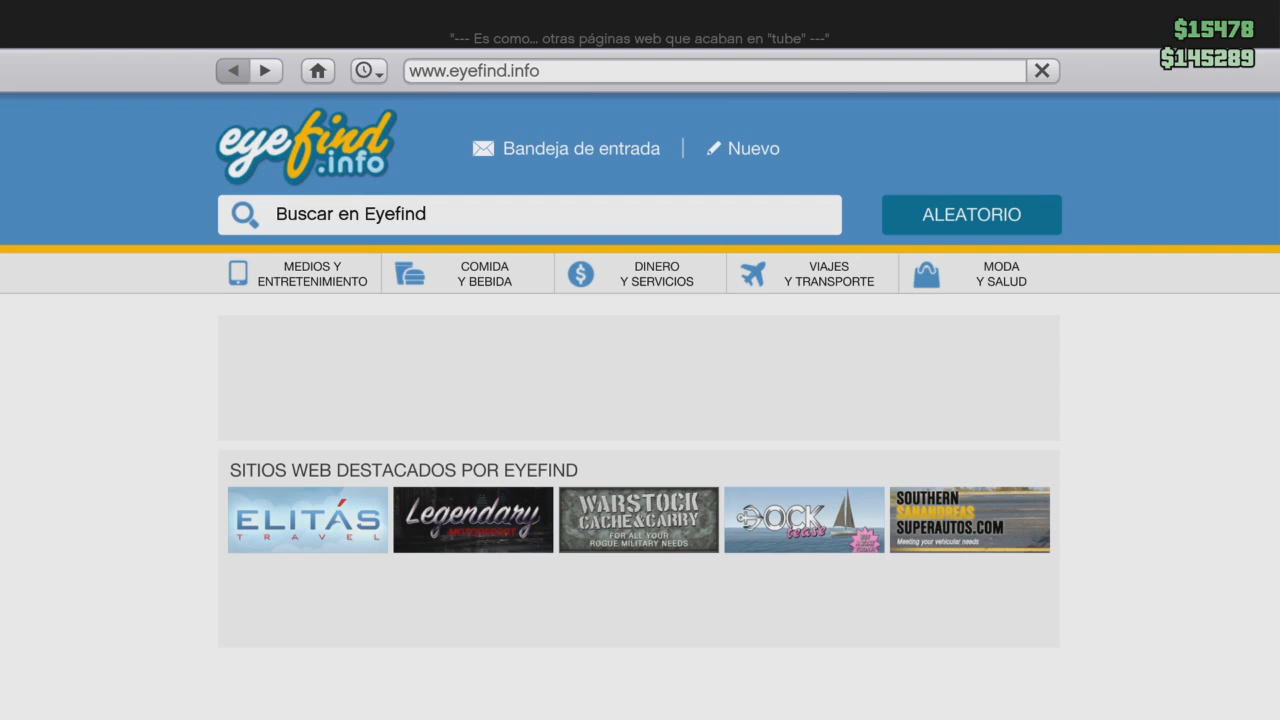 "--- Es como... otras páginas web que acaban en "tube" ---"
$15478
$145289
www.eyefind.info
eyefind
.info
Bandeja de entrada
Nuevo
Buscar en Eyefind
ALEATORIO
MEDIOS Y
ENTRETENIMIENTO
COMIDA
Y BEBIDA
DINERO
Y SERVICIOS
VIAJES
Y TRANSPORTE
MODA
Y SALUD
SITIOS WEB DESTACADOS POR EYEFIND
ELITÁS
TRAVEL
Legendary
MOTORSPORT
WARSTOCK
CACHE&CARRY
FOR ALL YOUR
ROGUE MILITARY NEEDS
DOCK
tease
SOUTHERN
SANANDREAS
SUPERAUTOS.COM
Meeting your vehicular needs